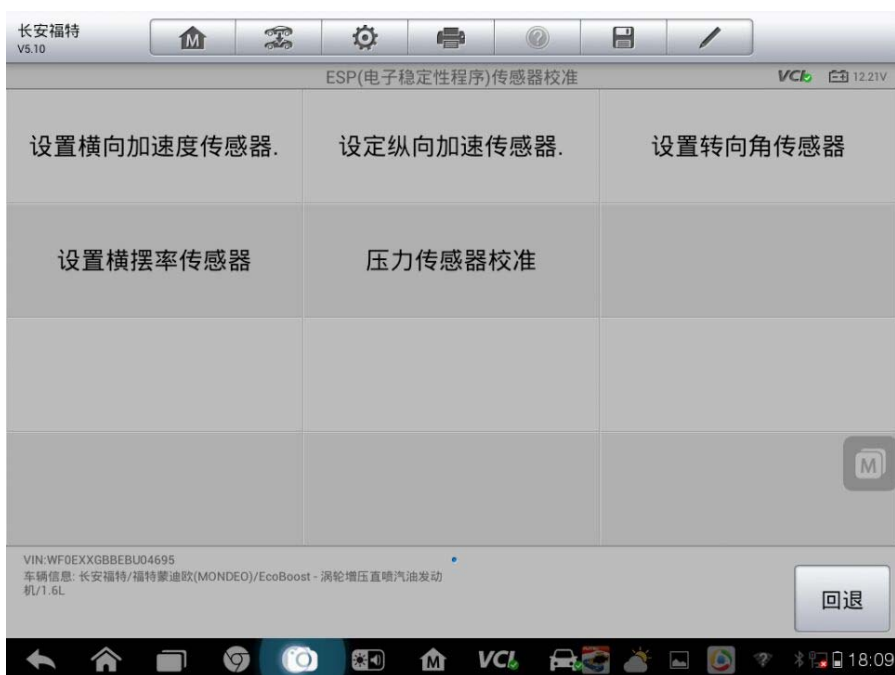 长安福特
V5.10
M
ESP(电子稳定性程序)传感器校准
VCI
12.21V
设置横向加速度传感器.
设定纵向加速传感器.
设置转向角传感器
设置横摆率传感器
压力传感器校准
M
VIN:WF0EXXGBBEBU04695
车辆信息: 长安福特/福特蒙迪欧(MONDEO)/EcoBoost - 涡轮增压直喷汽油发动
机/1.6L
回退
M
VCI
18:09